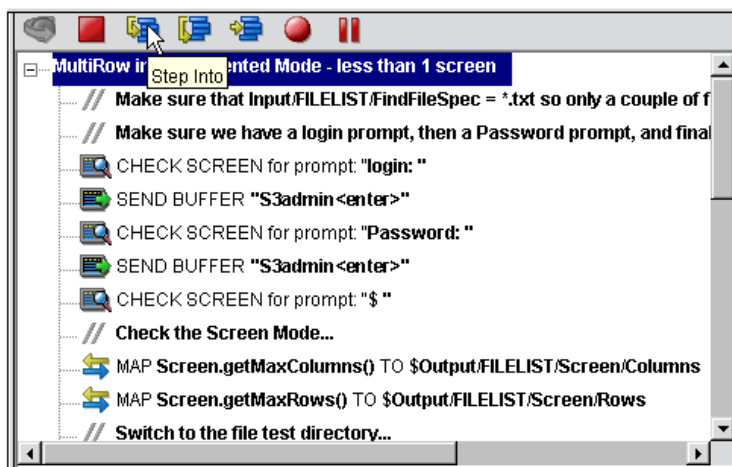 MultiRow in ented Mode - less than 1 screen
Step Into
// Make sure that Input/FILELIST/FindFileSpec = *.txt so only a couple of f
// Make sure we have a login prompt, then a Password prompt, and final
CHECK SCREEN for prompt: "login: "
SEND BUFFER "S3admin<enter>"
CHECK SCREEN for prompt: "Password: "
SEND BUFFER "S3admin<enter>"
CHECK SCREEN for prompt: "$ "
// Check the Screen Mode...
MAP Screen.getMaxColumns() TO $Output/FILELIST/Screen/Columns
MAP Screen.getMaxRows() TO $Output/FILELIST/Screen/Rows
// Switch to the file test directory...